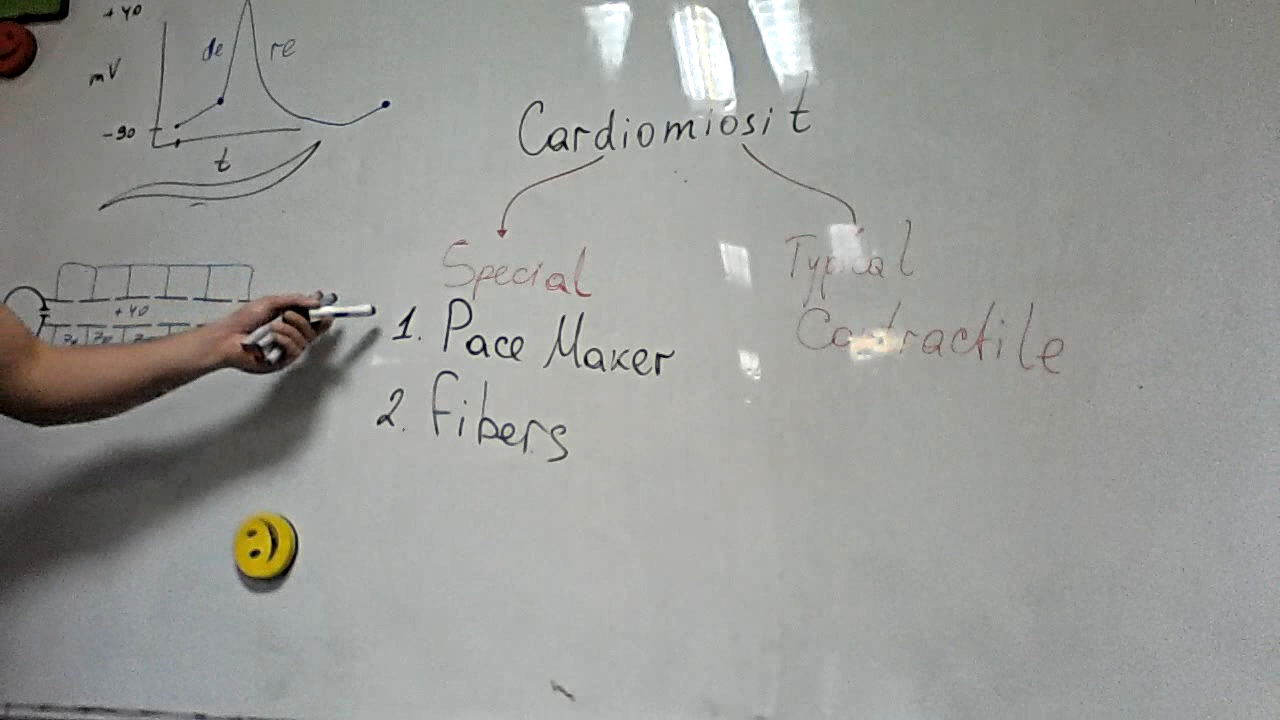 +40
de re
mV
-90
t
Cardiomiosit
Special
Typical
1. Pace Maker
Contractile
2. Fibers
+40